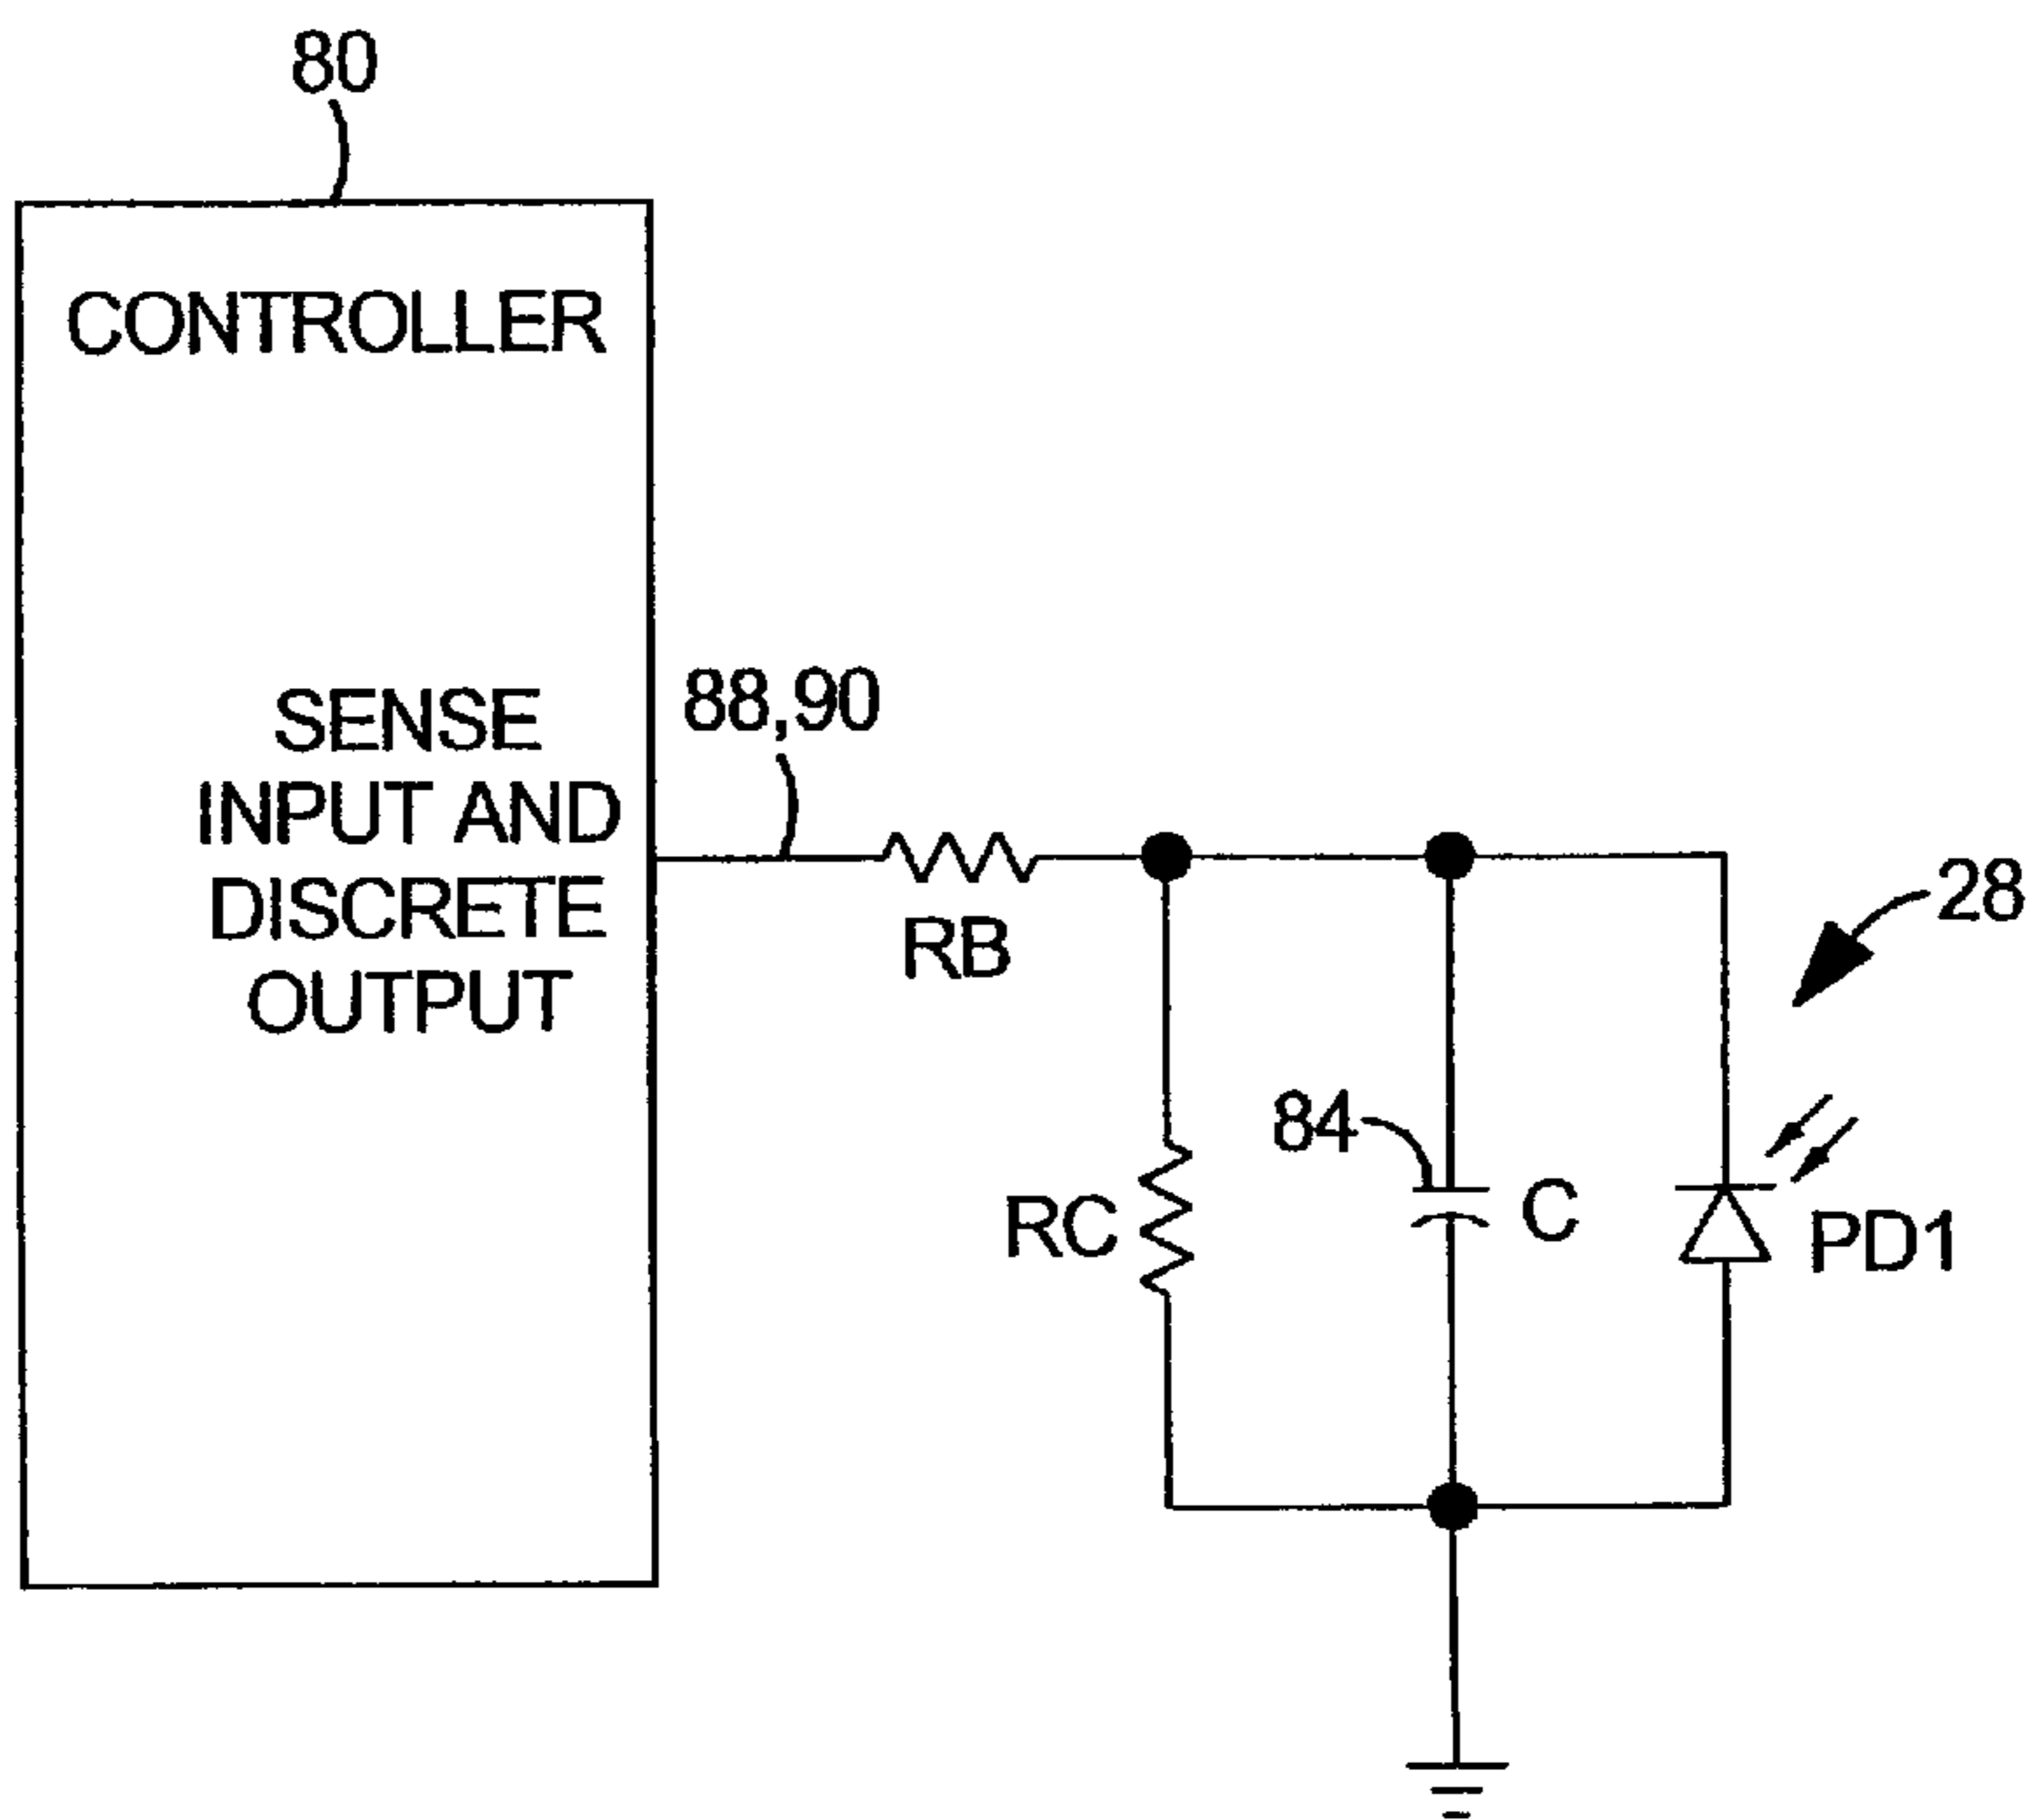 80
CONTROLLER
SENSE
INPUT AND
DISCRETE
OUTPUT
88,90
RB
28
84
RC
C
PD1